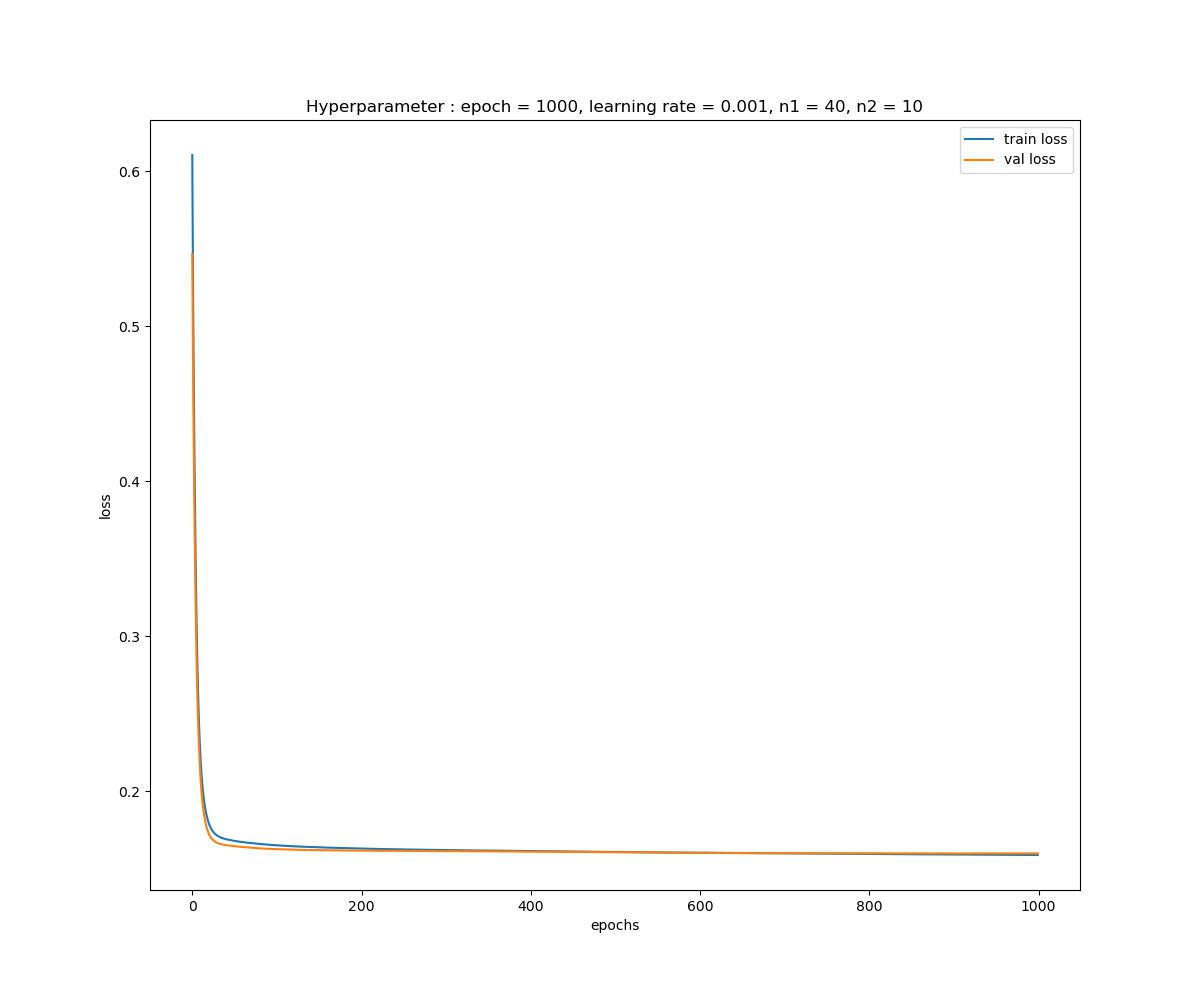 Hyperparameter : epoch = 1000, learning rate = 0.001, n1 = 40, n2 = 10
train loss
val loss
0.6
0.5
0.4
0.3
0.2
loss
0 200 400 600 800 1000
epochs